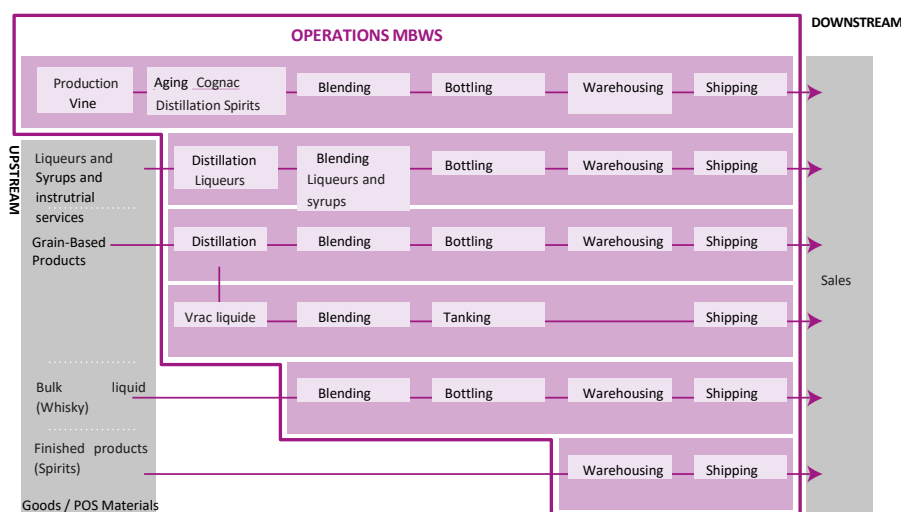 DOWNSTREAM
OPERATIONS MBWS
Production
Vine
Aging Cognac
Distillation Spirits
Blending
Bottling
Warehousing
Shipping
UPSTREAM
Liqueurs and
Syrups and
instrutrial
services
Distillation
Liqueurs
Blending
Liqueurs and
syrups
Bottling
Warehousing
Shipping
Grain-Based
Products
Distillation
Blending
Bottling
Warehousing
Shipping
Sales
Vrac liquide
Blending
Tanking
Shipping
Bulk liquid
(Whisky)
Blending
Bottling
Warehousing
Shipping
Finished products
(Spirits)
Warehousing
Shipping
Goods / POS Materials